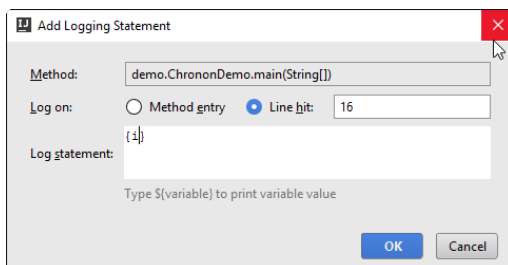 Add Logging Statement
Method: demo.ChrononDemo.main(String[])
Log on: Method entry Line hit: 16
Log statement: {i}
Type ${variable} to print variable value
OK Cancel